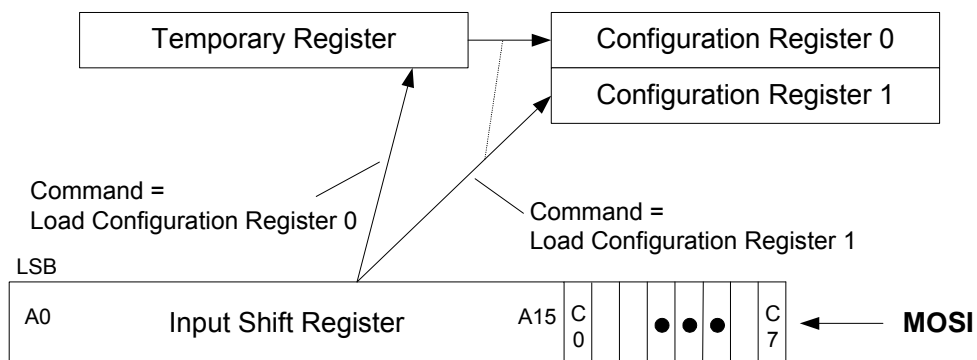 Temporary Register
Configuration Register 0
Configuration Register 1
Command =
Load Configuration Register 0
Command =
Load Configuration Register 1
LSB
A0
Input Shift Register
A15
C
0
C
7
MOSI